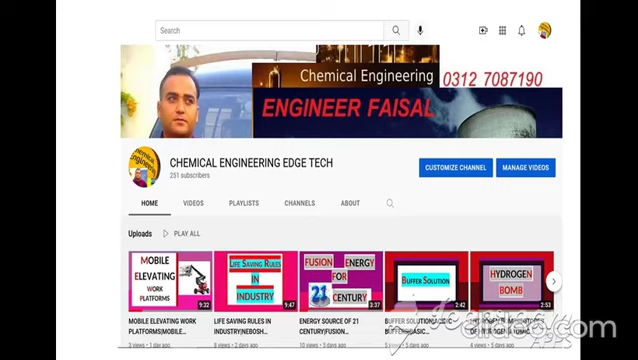 Search
Chemical Engineering
0312 7087190
ENGINEER FAISAL
CHEMICAL ENGINEERING EDGE TECH
251 subscribers
CUSTOMIZE CHANNEL
MANAGE VIDEOS
HOME VIDEOS PLAYLISTS CHANNELS ABOUT
Uploads PLAY ALL
MOBILE
ELEVATING
WORK
PLATFORMS
9:32
LIFE SAVING RULES
IN
INDUSTRY
9:47
FUSION ENERGY
FOR
21 CENTURY
3:37
BUFFER SOLUTION
2:42
HYDROGEN
BOMB
2:53
MOBILE ELEVATING WORK
PLATFORMS|MOBILE...
3 views • 1 day ago
LIFE SAVING RULES IN
INDUSTRY|NEBOSH
8 views • 2 days ago
ENERGY SOURCE OF 21
CENTURY|FUSION...
10 views • 5 days ago